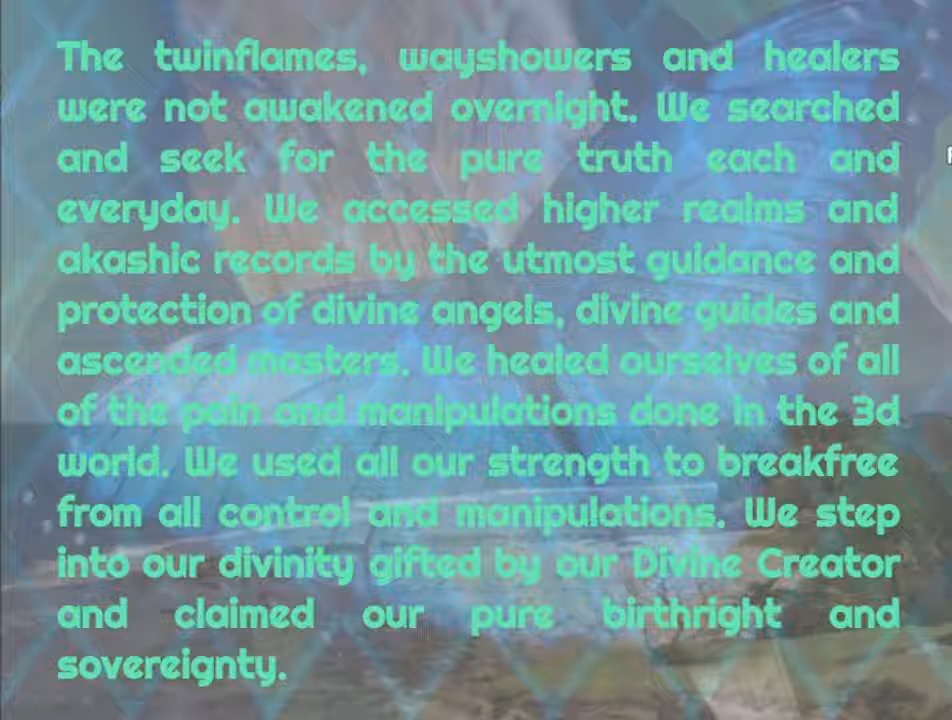 The twinflames, wayshowers and healers
were not awakened overnight. We searched
and seek for the pure truth each and
everyday. We accessed higher realms and
akashic records by the utmost guidance and
protection of divine angels, divine guides and
ascended masters. We healed ourselves of all
of the pain and manipulations done in the 3d
world. We used all our strength to breakfree
from all control and manipulations. We step
into our divinity gifted by our Divine Creator
and claimed our pure birthright and
sovereignty.